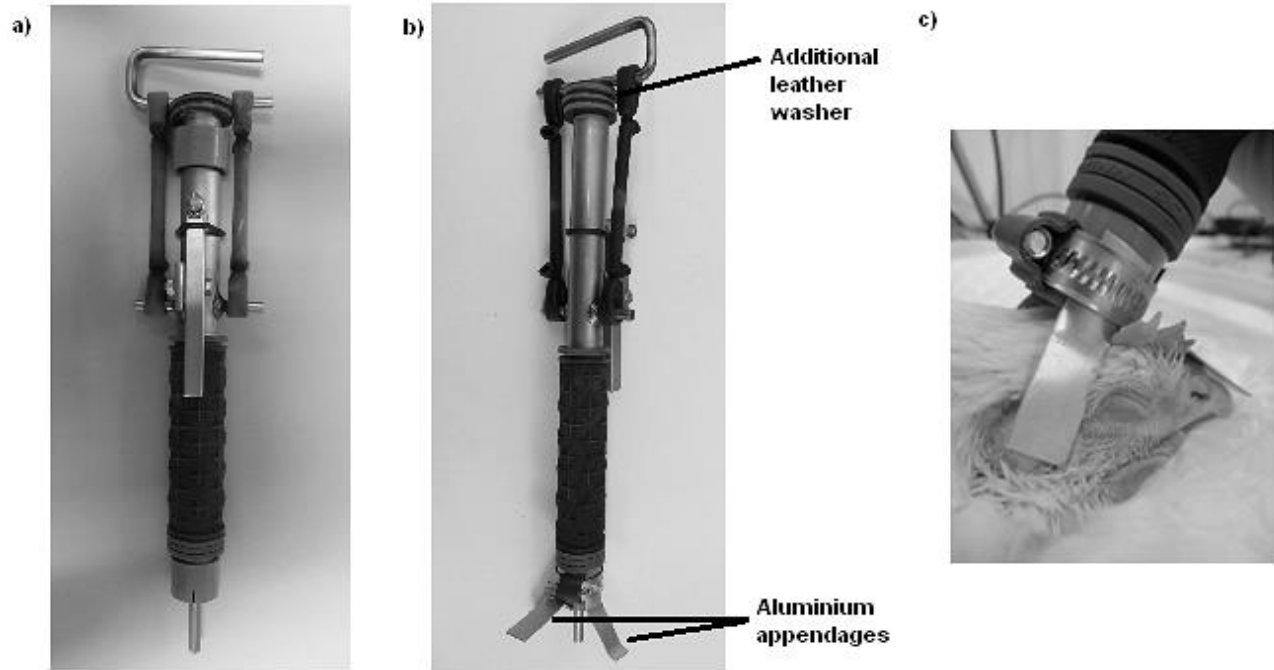 a)
b)
c)
Additional
leather
washer
Aluminium
appendages